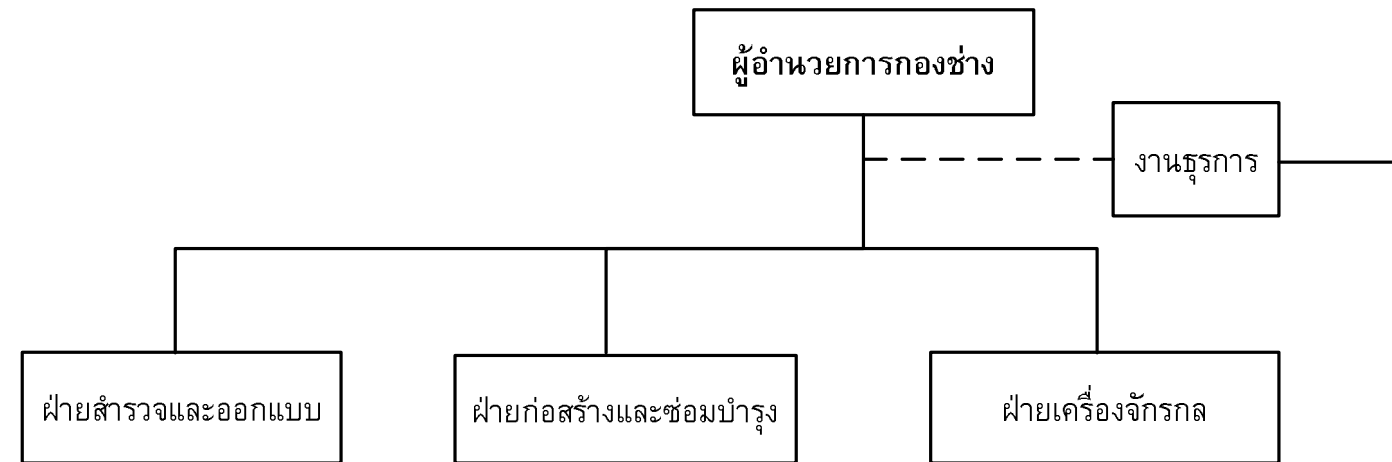 ผู้อำนวยการกองช่าง
งานธุรการ
ฝ่ายสำรวจและออกแบบ
ฝ่ายก่อสร้างและซ่อมบำรุง
ฝ่ายเครื่องจักรกล